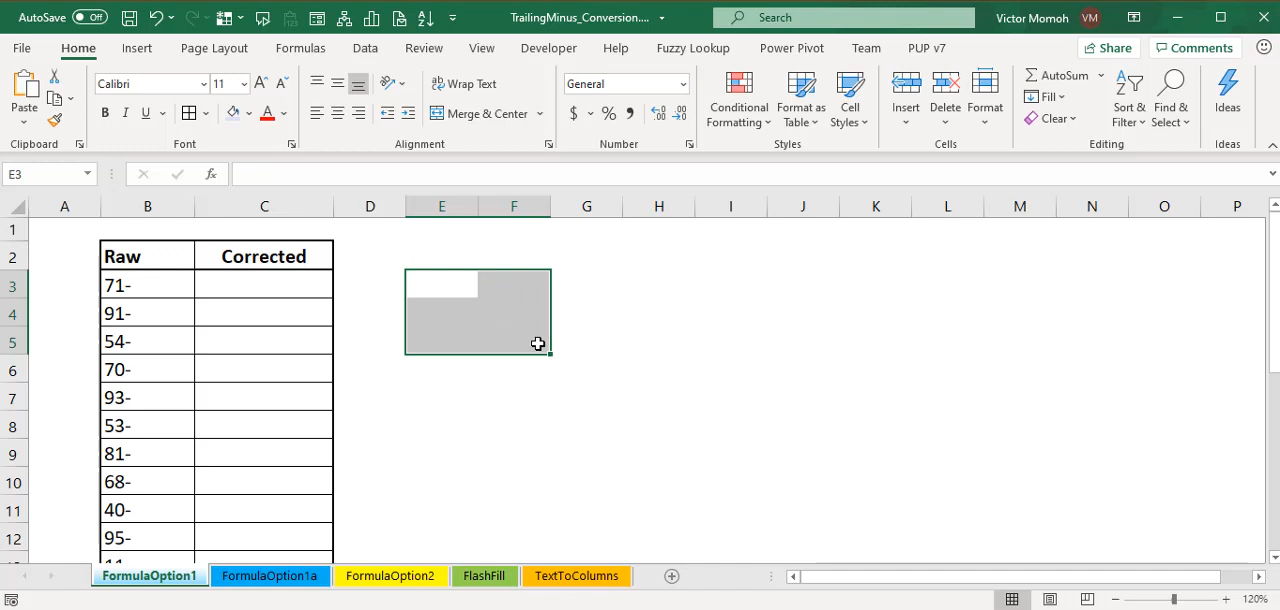 AutoSave Off TrailingMinus_Conversion.... Search Victor Momoh VM
File Home Insert Page Layout Formulas Data Review View Developer Help Fuzzy Lookup Power Pivot Team PUP v7 Share Comments
Calibri 11 A A Wrap Text General AutoSum
Paste B I U A Merge & Center $ % Conditional Formatting Format as Table Cell Styles Insert Delete Format Fill Clear Sort & Filter Find & Select Ideas
Clipboard Font Alignment Number Styles Cells Editing Ideas
E3 fx
A B C D E F G H I J K L M N O P
1
2 Raw Corrected
3 71-
4 91-
5 54-
6 70-
7 93-
8 53-
9 81-
10 68-
11 40-
12 95-
FormulaOption1 FormulaOption1a FormulaOption2 FlashFill TextToColumns
120%